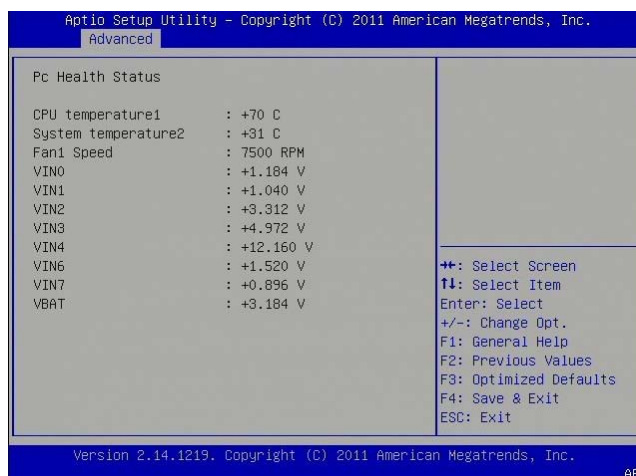 Aptio Setup Utility – Copyright (C) 2011 American Megatrends, Inc.
Advanced
Pc Health Status
CPU temperature1 : +70 C
System temperature2 : +31 C
Fan1 Speed : 7500 RPM
VIN0 : +1.184 V
VIN1 : +1.040 V
VIN2 : +3.312 V
VIN3 : +4.972 V
VIN4 : +12.160 V
VIN6 : +1.520 V
VIN7 : +0.896 V
VBAT : +3.184 V
→←: Select Screen
↑↓: Select Item
Enter: Select
+/-: Change Opt.
F1: General Help
F2: Previous Values
F3: Optimized Defaults
F4: Save & Exit
ESC: Exit
Version 2.14.1219. Copyright (C) 2011 American Megatrends, Inc.